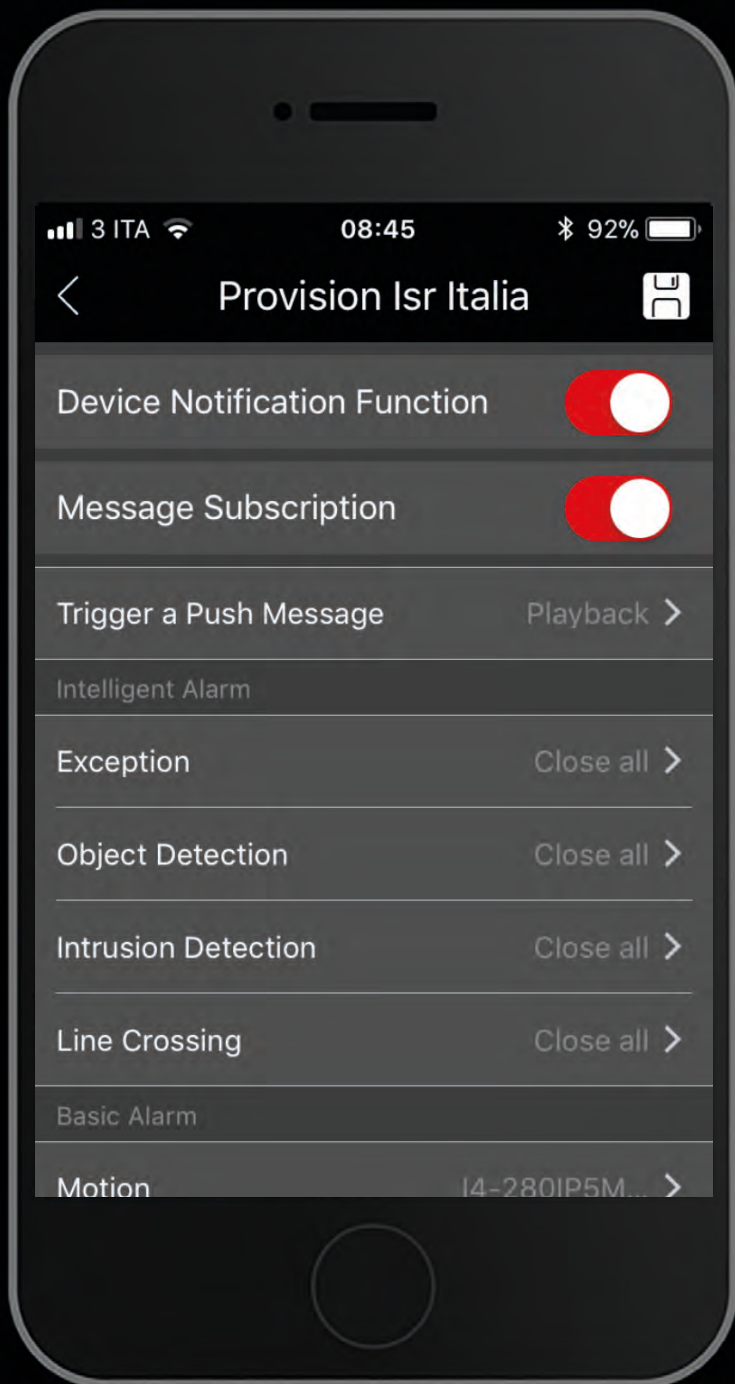 3 ITA 08:45 92%
Provision Isr Italia
Device Notification Function
Message Subscription
Trigger a Push Message Playback
Intelligent Alarm
Exception Close all
Object Detection Close all
Intrusion Detection Close all
Line Crossing Close all
Basic Alarm
Motion I4-280IP5M...